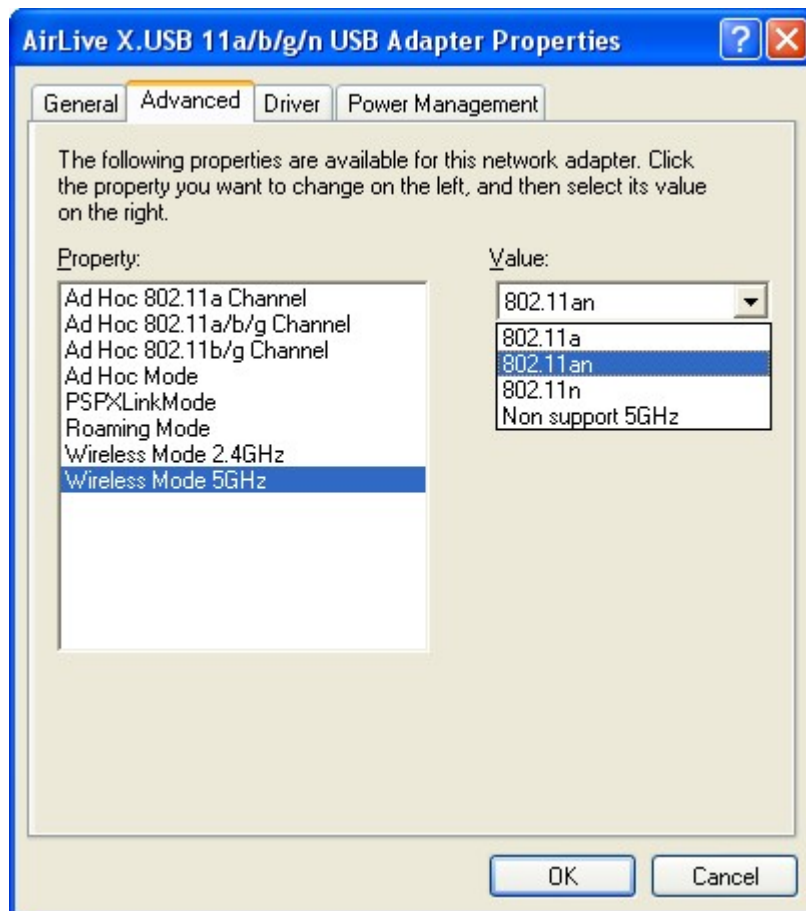 AirLive X.USB 11a/b/g/n USB Adapter Properties
General Advanced Driver Power Management
The following properties are available for this network adapter. Click
the property you want to change on the left, and then select its value
on the right.
Property:
Ad Hoc 802.11a Channel
Ad Hoc 802.11a/b/g Channel
Ad Hoc 802.11b/g Channel
Ad Hoc Mode
PSPXLinkMode
Roaming Mode
Wireless Mode 2.4GHz
Wireless Mode 5GHz
Value:
802.11an
802.11a
802.11an
802.11n
Non support 5GHz
OK Cancel